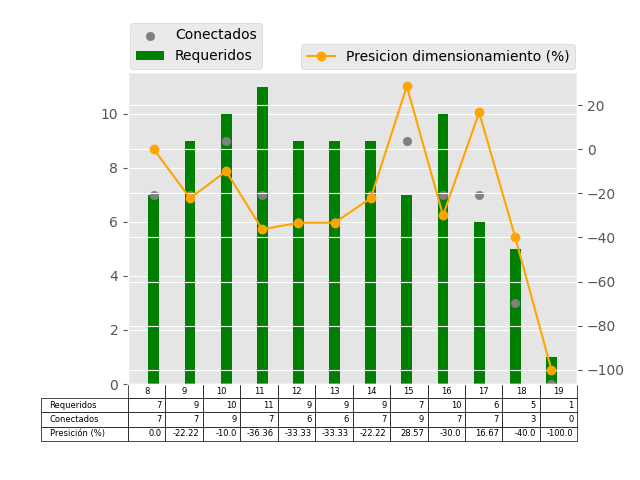 Conectados
Requeridos
Presicion dimensionamiento (%)
10
8
6
4
2
0
20
0
−20
−40
−60
−80
−100
8 9 10 11 12 13 14 15 16 17 18 19
Requeridos 7 9 10 11 9 9 9 7 10 6 5 1
Conectados 7 7 9 7 6 6 7 9 7 7 3 0
Presición (%) 0.0 -22.22 -10.0 -36.36 -33.33 -33.33 -22.22 28.57 -30.0 16.67 -40.0 -100.0